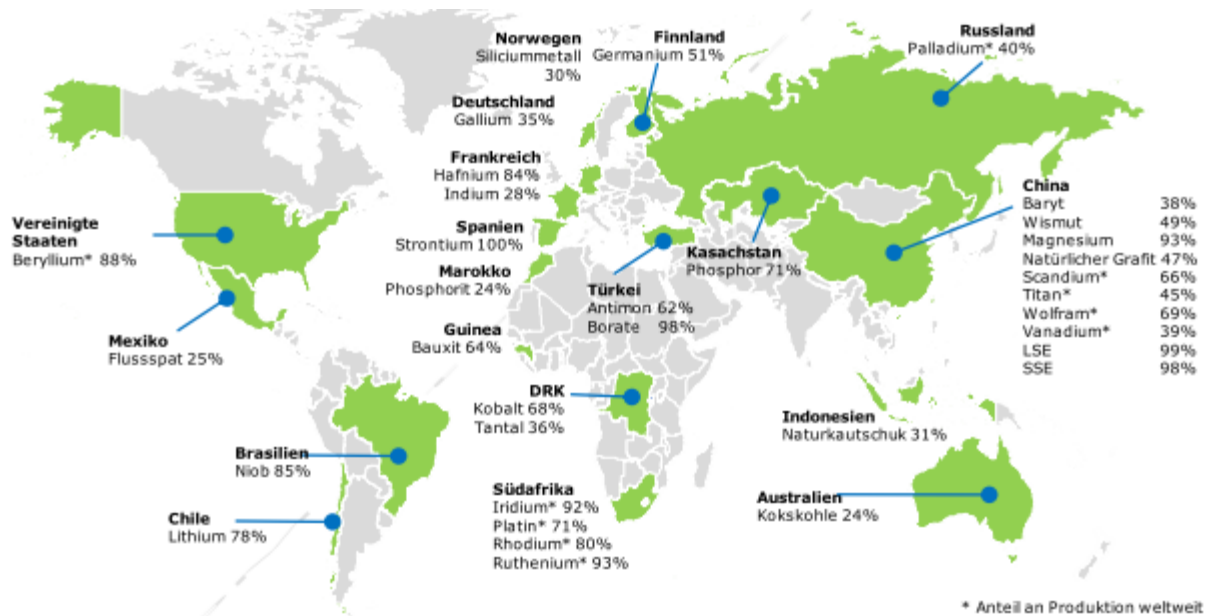 Norwegen
Siliciummetall
30%
Finnland
Germanium 51%
Russland
Palladium* 40%
Deutschland
Gallium 35%
Frankreich
Hafnium 84%
Indium 28%
Spanien
Strontium 100%
Marokko
Phosphorit 24%
Guinea
Bauxit 64%
Vereinigte
Staaten
Beryllium* 88%
Mexiko
Flussspat 25%
Kasachstan
Phosphor 71%
Türkei
Antimon 62%
Borate 98%
China
Baryt 38%
Wismut 49%
Magnesium 93%
Natürlicher Grafit 47%
Scandium* 66%
Titan* 45%
Wolfram* 69%
Vanadium* 39%
LSE 99%
SSE 98%
DRK
Kobalt 68%
Tantal 36%
Indonesien
Naturkautschuk 31%
Brasilien
Niob 85%
Chile
Lithium 78%
Südafrika
Iridium* 92%
Platin* 71%
Rhodium* 80%
Ruthenium* 93%
Australien
Kokskohle 24%
* Anteil an Produktion weltweit